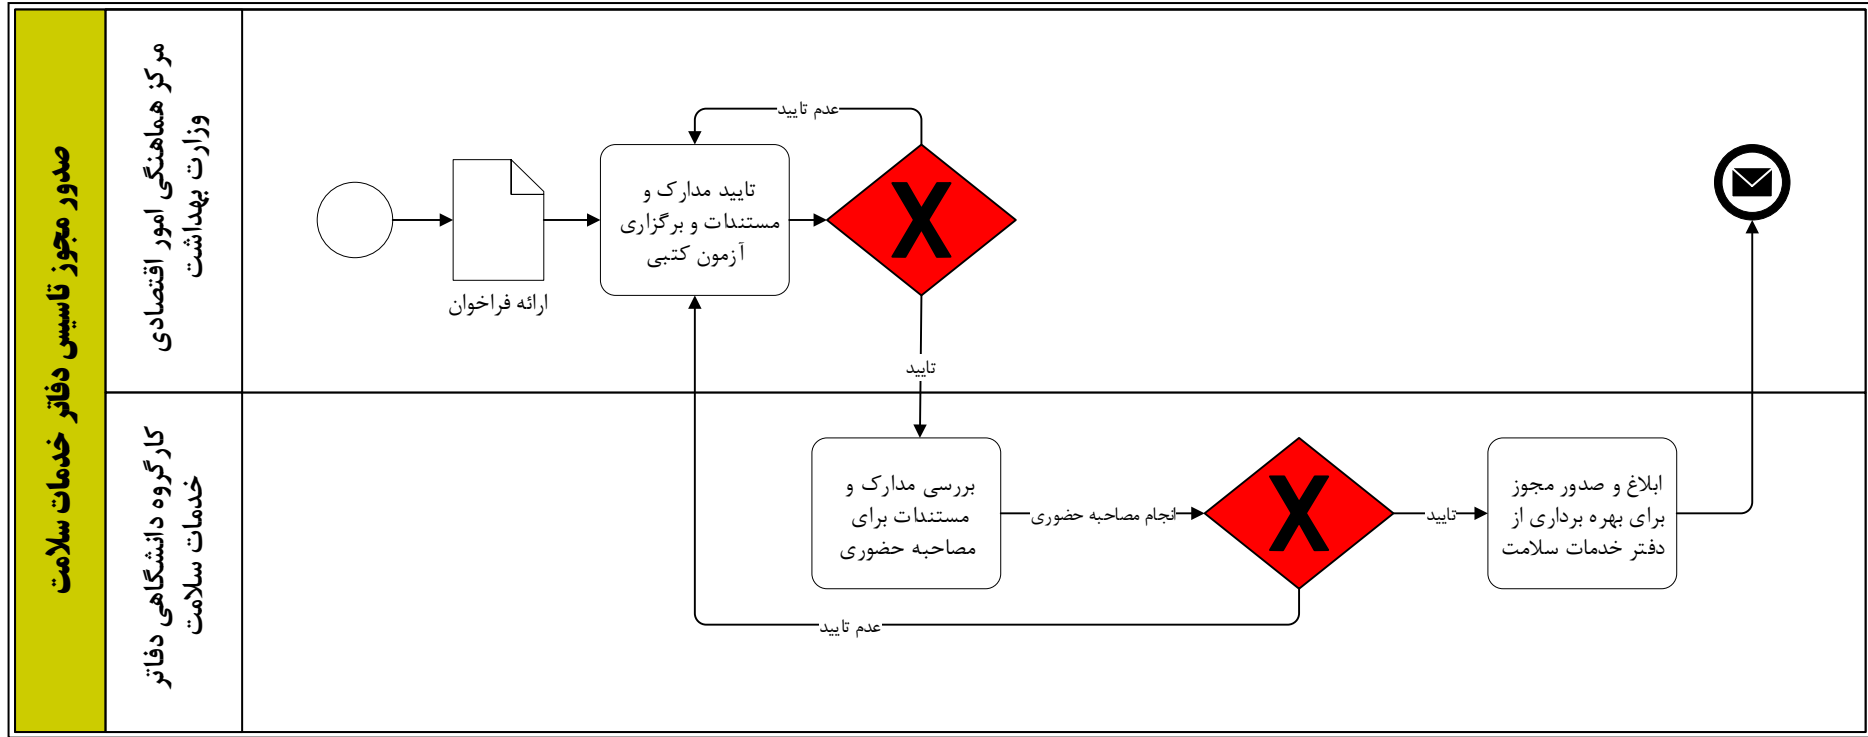 صدور مجوز تاسیس دفاتر خدمات سلامت
مرکز هماهنگی امور اقتصادی
وزارت بهداشت
ارائه فراخوان
تایید مدارک و
مستندات و برگزاری
آزمون کتبی
عدم تایید
X
تایید
کارگروه دانشگاهی دفاتر
خدمات سلامت
بررسی مدارک و
مستندات برای
مصاحبه حضوری
انجام مصاحبه حضوری
X
تایید
ابلاغ و صدور مجوز
برای بهره برداری از
دفتر خدمات سلامت
عدم تایید